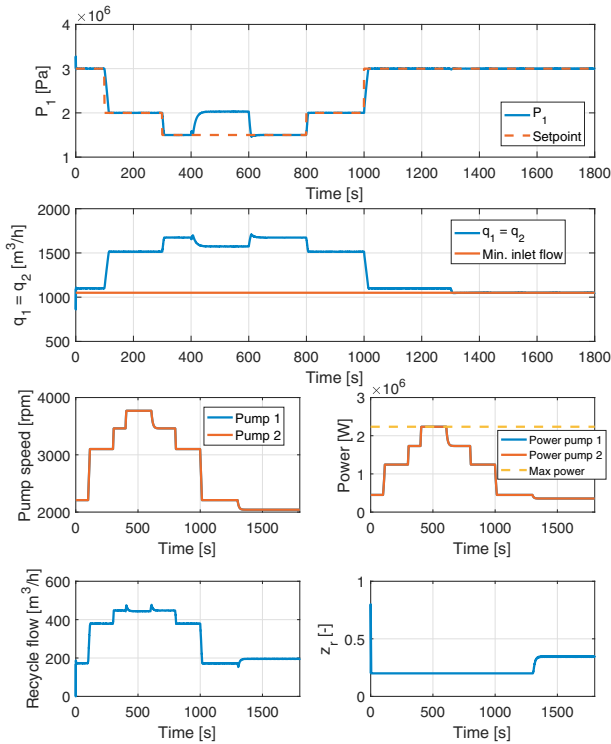 ×10⁶
4
3
2
1
P₁ [Pa]
P₁
Setpoint
0 200 400 600 800 1000 1200 1400 1600 1800
Time [s]
2000
1500
1000
500
q₁ = q₂ [m³/h]
q₁ = q₂
Min. inlet flow
0 200 400 600 800 1000 1200 1400 1600 1800
Time [s]
4000
3000
2000
Pump speed [rpm]
Pump 1
Pump 2
0 500 1000 1500
Time [s]
×10⁶
3
2
1
0
Power [W]
Power pump 1
Power pump 2
Max power
0 500 1000 1500
Time [s]
600
400
200
0
Recycle flow [m³/h]
0 500 1000 1500
Time [s]
1
0.5
0
z_r [-]
0 500 1000 1500
Time [s]